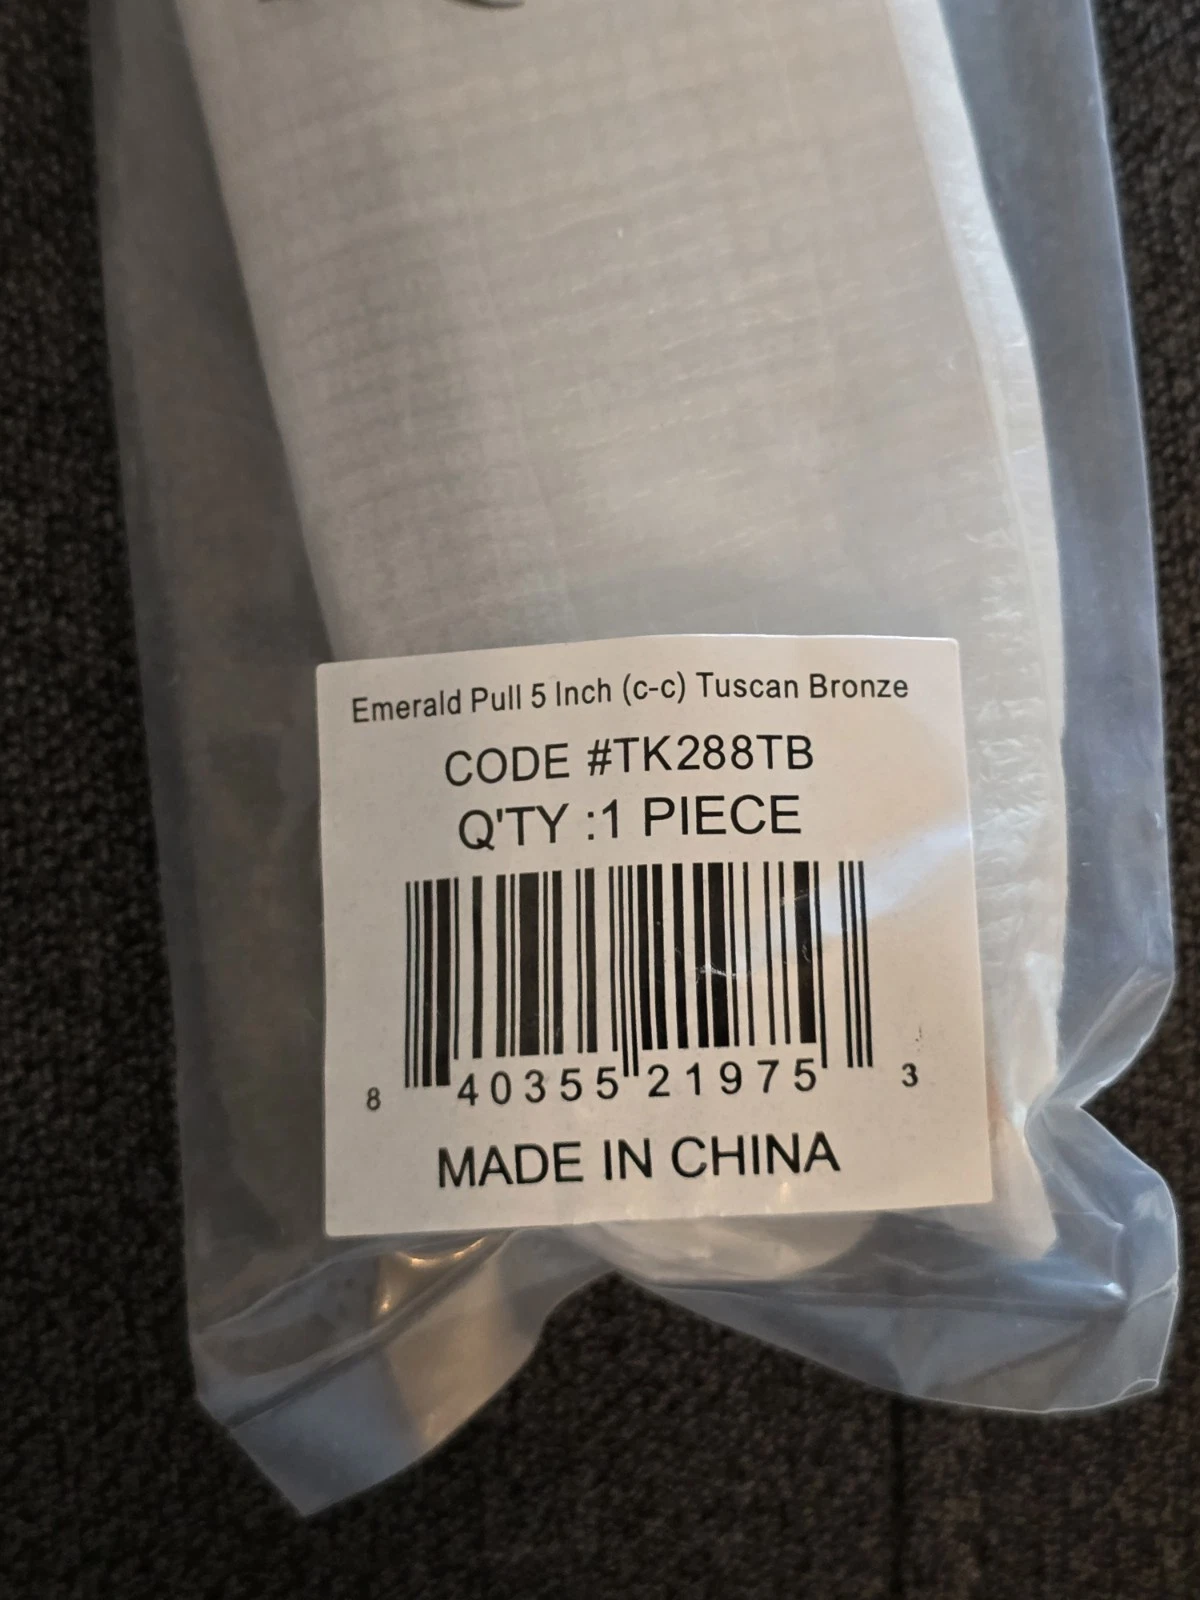 Emerald Pull 5 Inch (c-c) Tuscan Bronze
CODE #TK288TB
Q'TY :1 PIECE
8 40355 21975 3
MADE IN CHINA